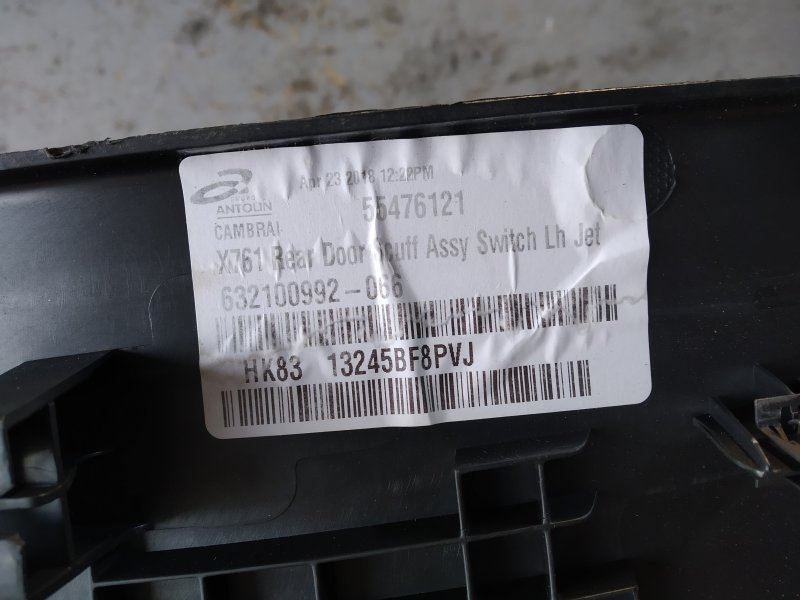 Apr 23 2018 12:22PM
GRUPO
ANTOLIN
55476121
CAMBRAI
X761 Rear Door Scuff Assy Switch Lh Jet
632100992-066
HK83 13245BF8PVJ